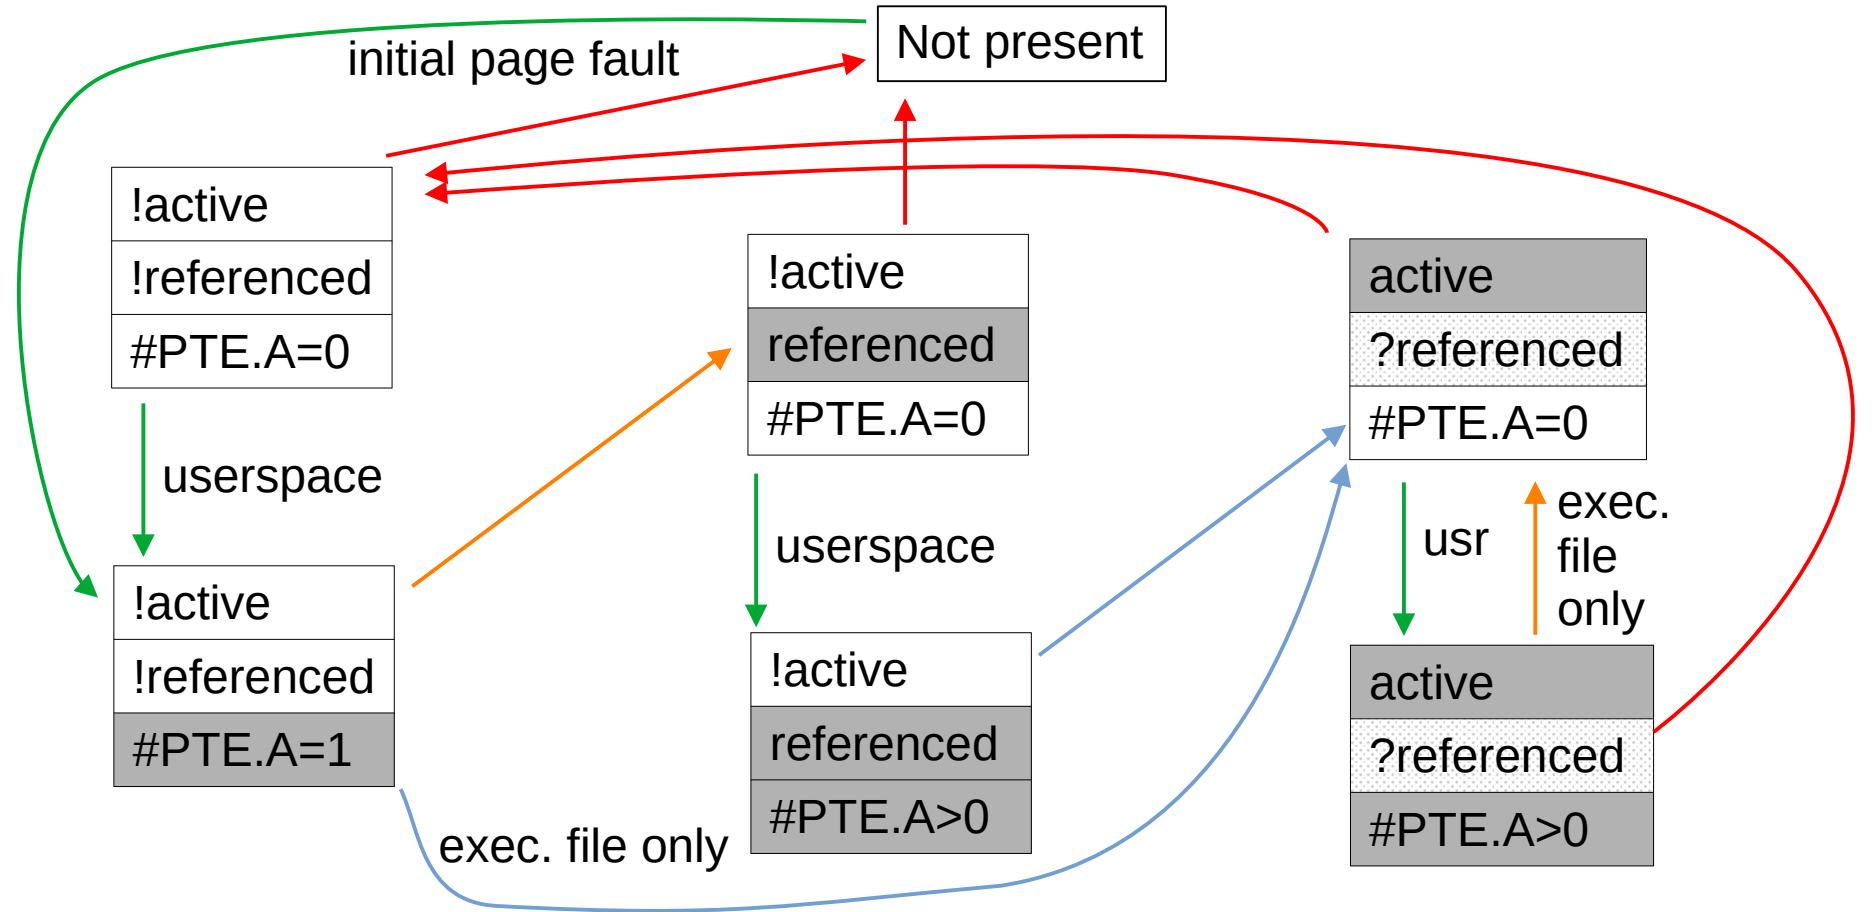 Not present
initial page fault
!active
!referenced
#PTE.A=0
userspace
!active
!referenced
#PTE.A=1
exec. file only
!active
referenced
#PTE.A=0
userspace
!active
referenced
#PTE.A>0
active
?referenced
#PTE.A=0
usr
exec.
file
only
active
?referenced
#PTE.A>0